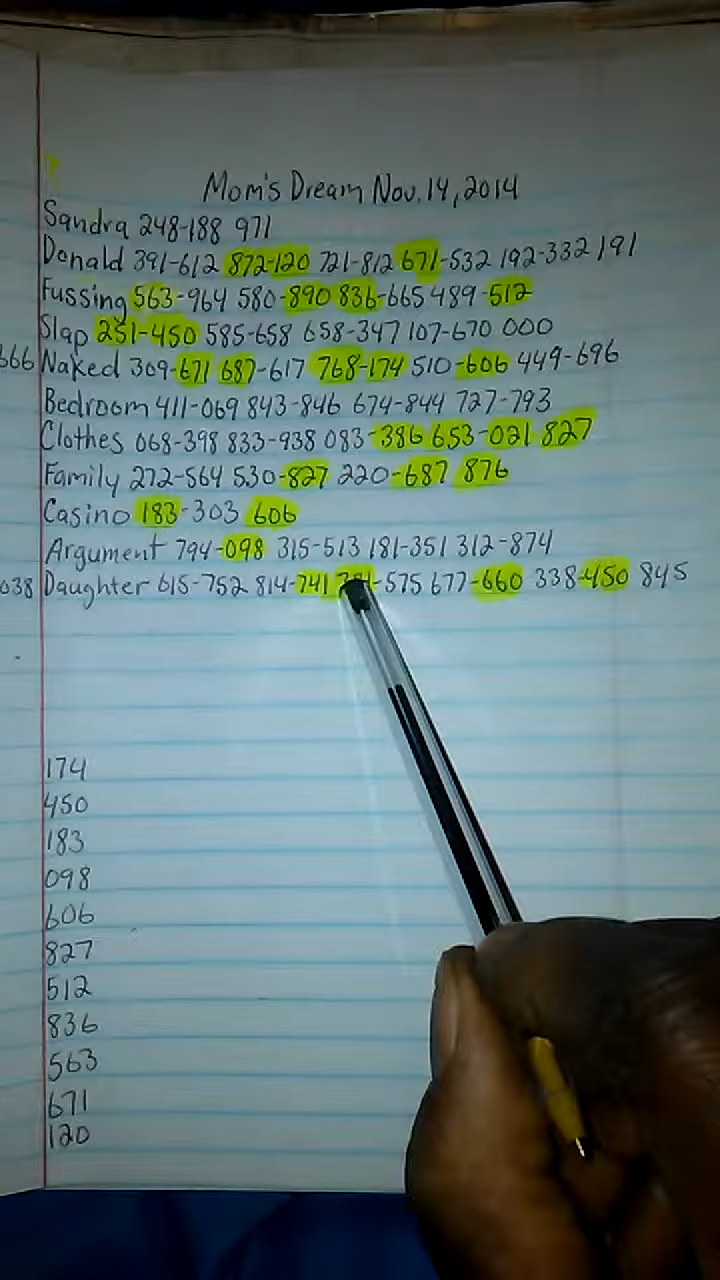 Mom's Dream Nov. 14, 2014
Sandra 248-188 971
Donald 391-612 872-120 721-812 671-532 192-332 191
Fussing 563-964 580-890 836-665 489-512
Slap 251-450 585-658 658-347 107-670 000
666 Naked 309-671 687-617 768-174 510-606 449-696
Bedroom 411-069 843-846 674-844 727-793
Clothes 068-398 833-938 083-386 653-021 827
Family 272-564 530-827 220-687 876
Casino 183-303 606
Argument 794-098 315-513 181-351 312-874
038 Daughter 615-752 814-741 -575 677-660 338-450 845
174
450
183
098
606
827
512
836
563
671
120